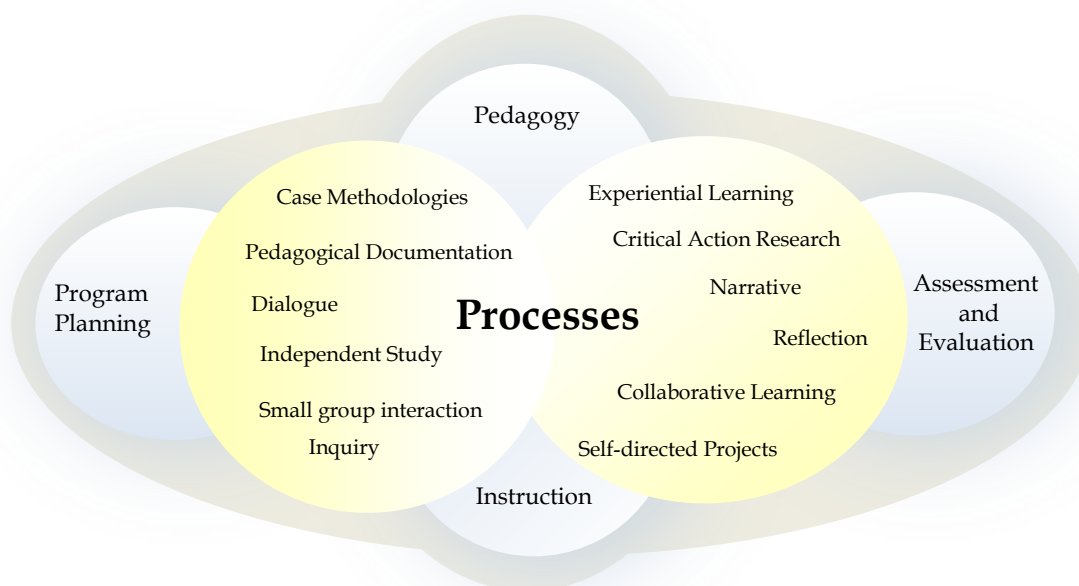 Pedagogy
Case Methodologies
Pedagogical Documentation
Dialogue
Independent Study
Small group interaction
Inquiry
Program
Planning
Processes
Experiential Learning
Critical Action Research
Narrative
Reflection
Collaborative Learning
Self-directed Projects
Assessment
and
Evaluation
Instruction